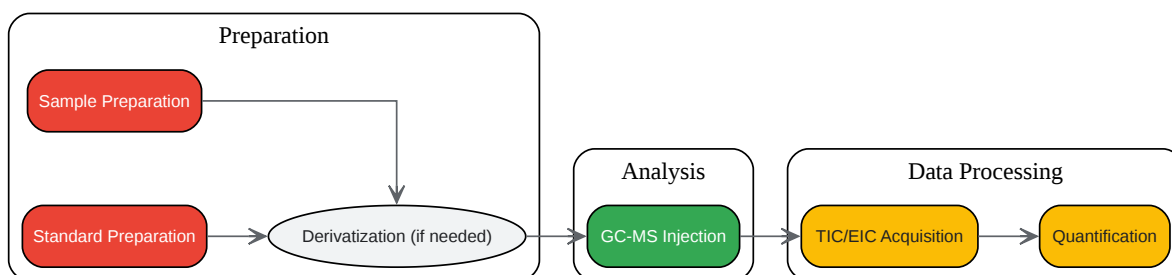 Preparation
Sample Preparation
Standard Preparation
Derivatization (if needed)
Analysis
GC-MS Injection
Data Processing
TIC/EIC Acquisition
Quantification